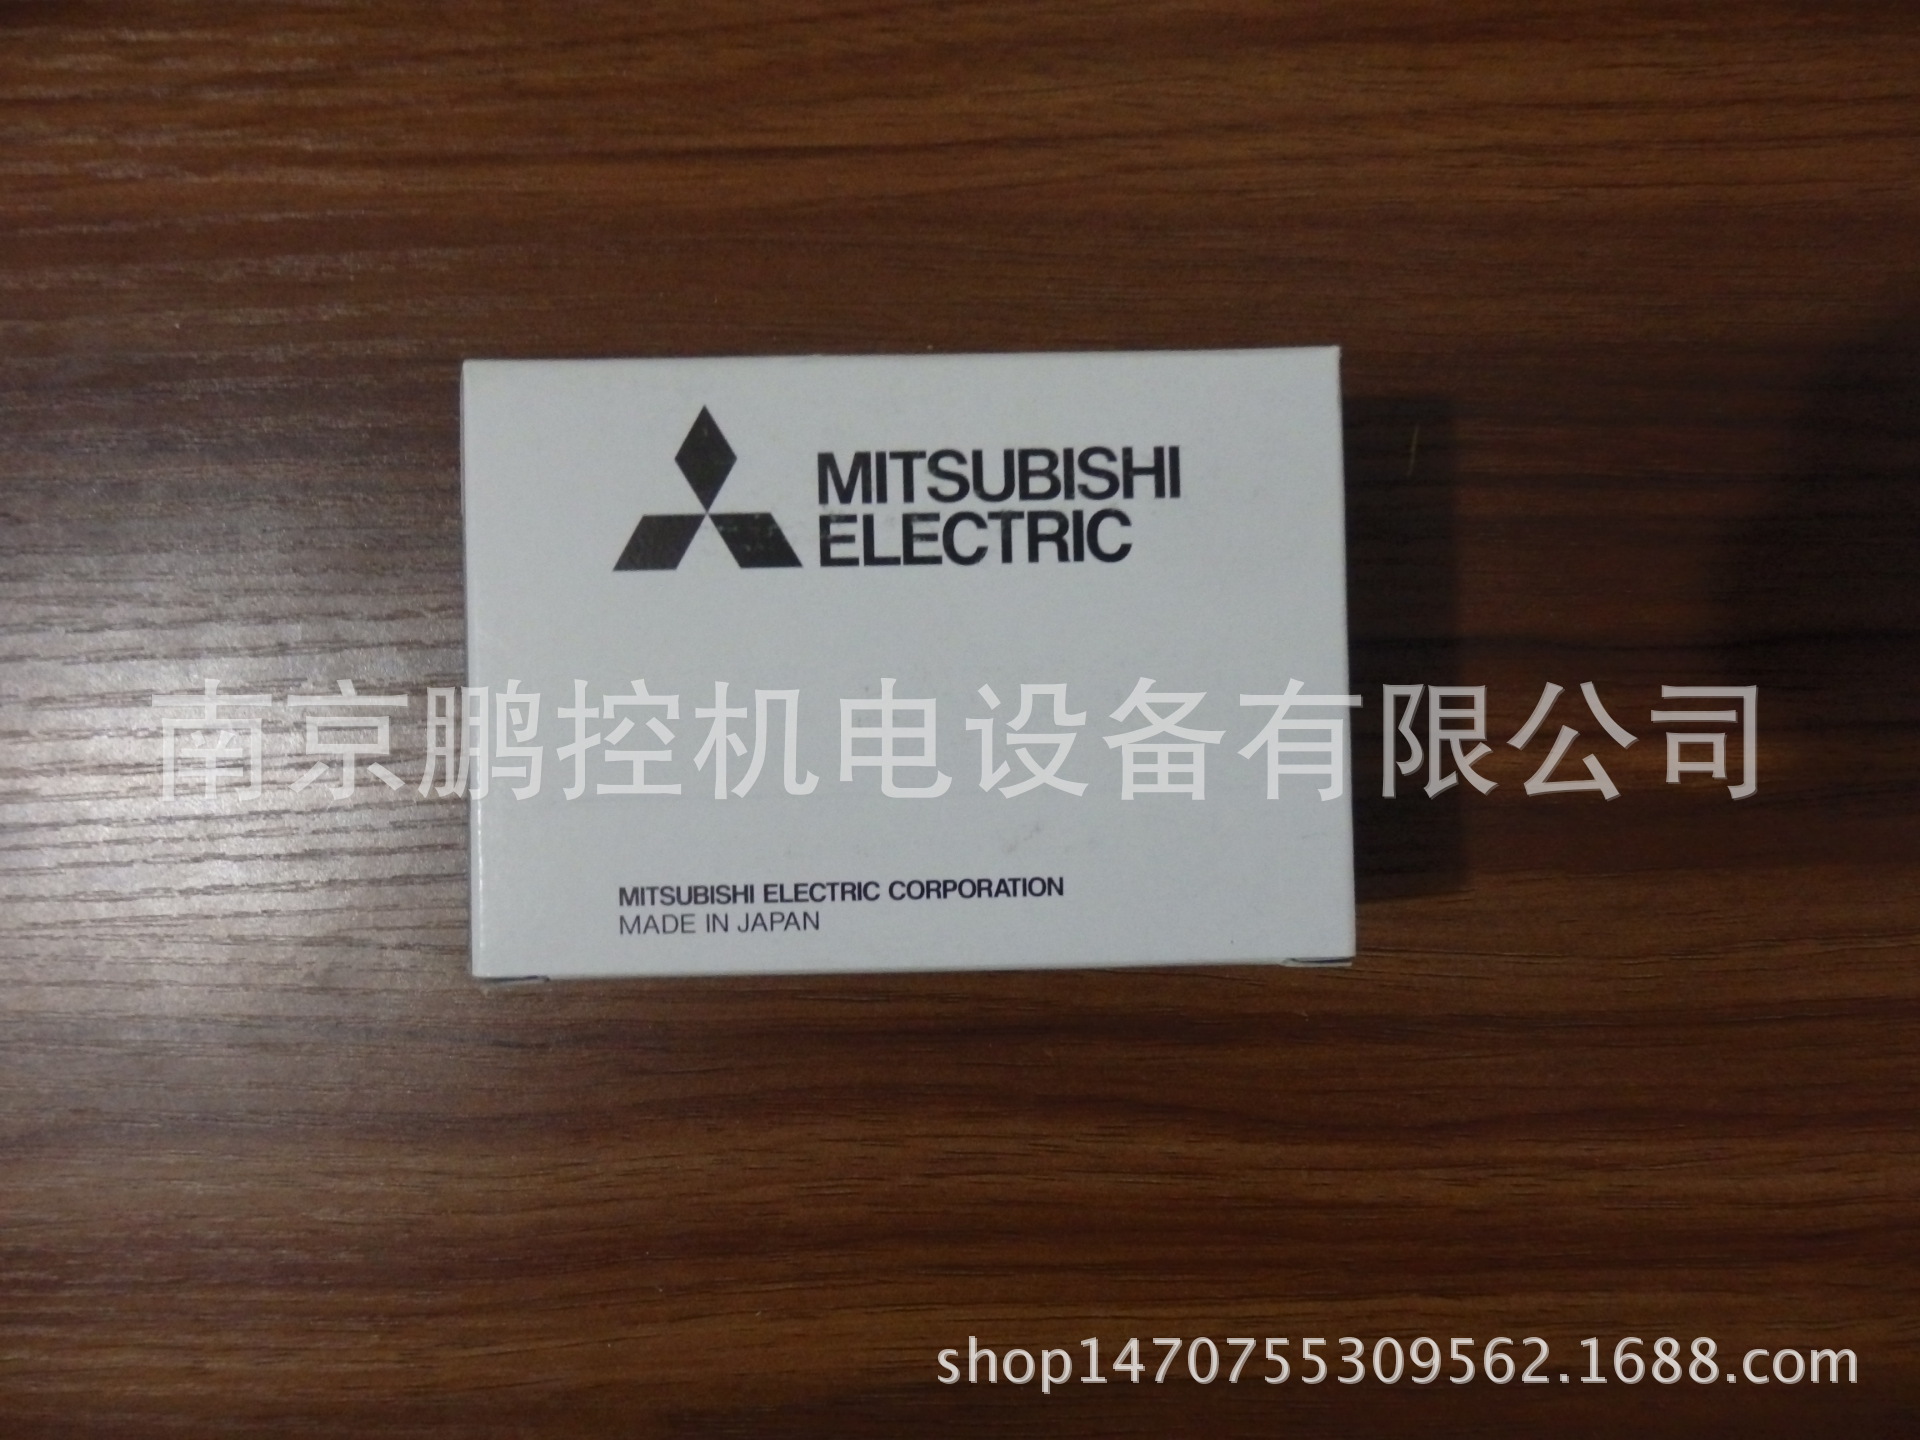 MITSUBISHI
ELECTRIC
南京鹏控机电设备有限公司
MITSUBISHI ELECTRIC CORPORATION
MADE IN JAPAN
shop1470755309562.1688.com